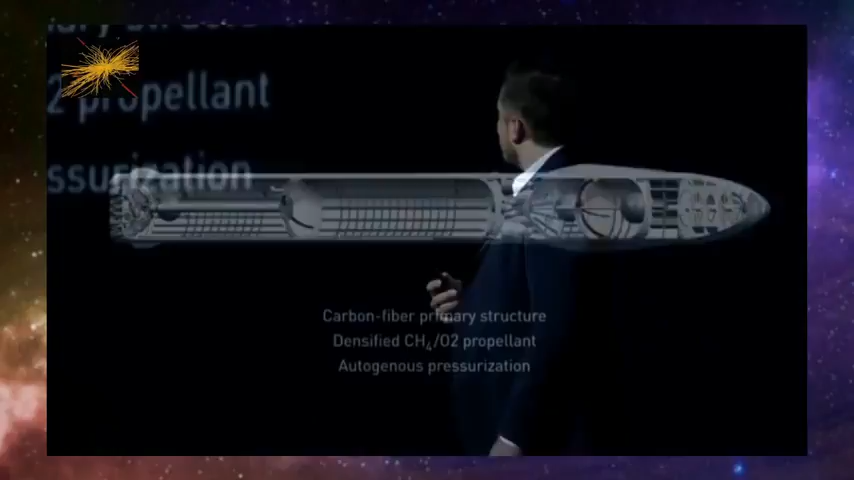 2 propellant
ssurization
Carbon-fiber primary structure
Densified CH₄/O2 propellant
Autogenous pressurization